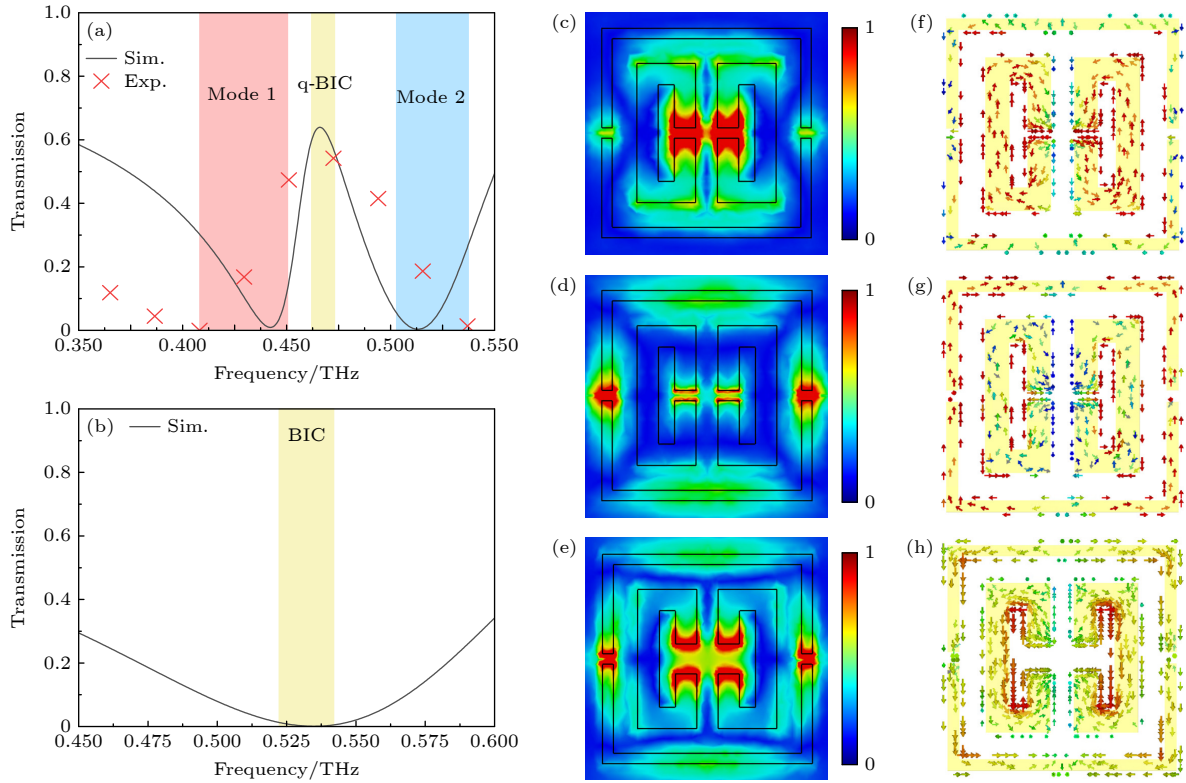 (a)
Sim.
Exp.
Mode 1
q-BIC
Mode 2
Transmission
1.0
0.8
0.6
0.4
0.2
0
0.350
0.400
0.450
0.500
0.550
Frequency/THz
(b)
Sim.
BIC
Transmission
1.0
0.8
0.6
0.4
0.2
0
0.450
0.475
0.500
0.525
0.550
0.575
0.600
Frequency/THz
(c)
1
0
(d)
1
0
(e)
1
0
(f)
(g)
(h)